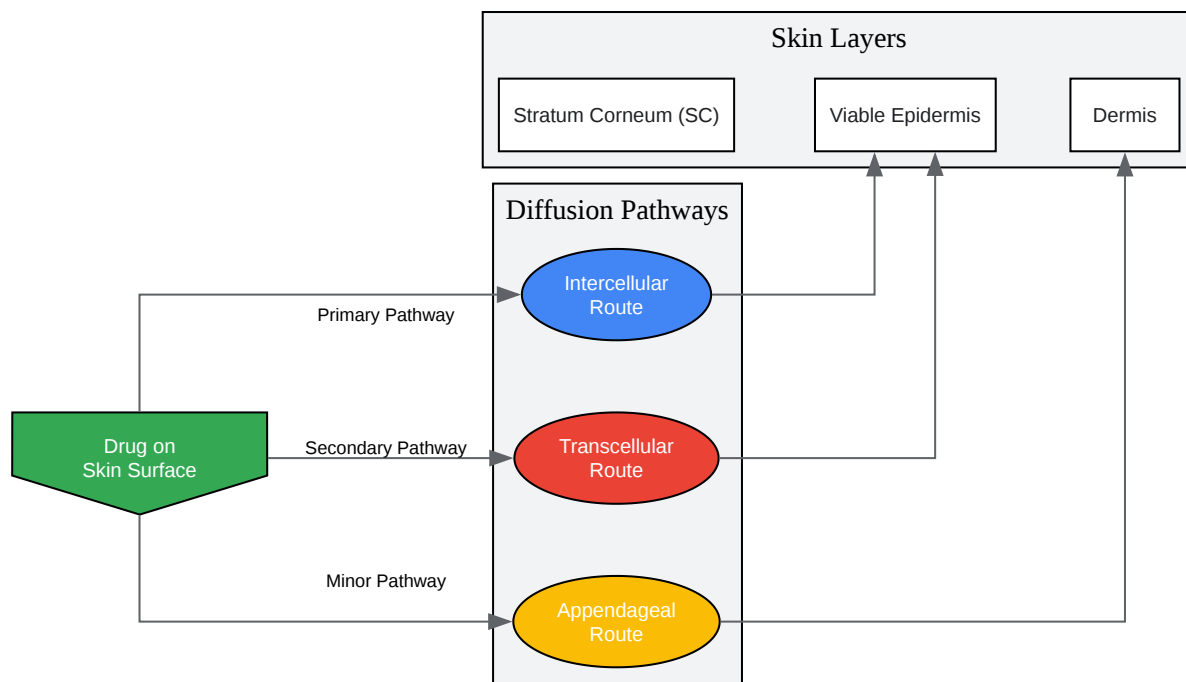 Skin Layers
Stratum Corneum (SC)
Viable Epidermis
Dermis
Diffusion Pathways
Intercellular
Route
Primary Pathway
Drug on
Skin Surface
Secondary Pathway
Transcellular
Route
Minor Pathway
Appendageal
Route